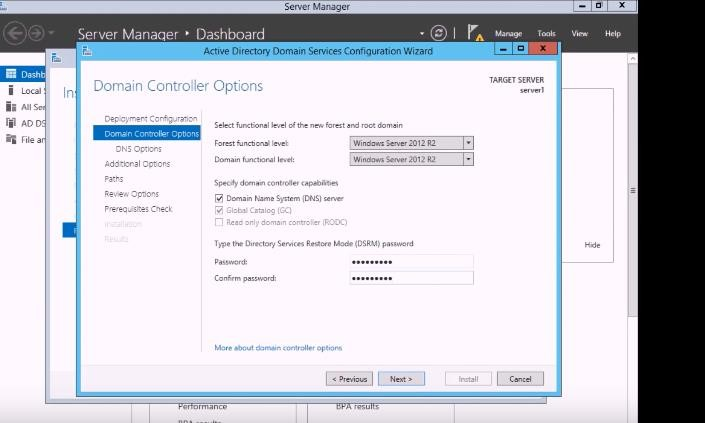 Server Manager
Server Manager • Dashboard
Manage Tools View Help
Active Directory Domain Services Configuration Wizard
Domain Controller Options
TARGET SERVER
server1
Dashb
Local
All Ser
AD DS
File an
Deployment Configuration
Domain Controller Options
DNS Options
Additional Options
Paths
Review Options
Prerequisites Check
Installation
Results
Select functional level of the new forest and root domain
Forest functional level: Windows Server 2012 R2
Domain functional level: Windows Server 2012 R2
Specify domain controller capabilities
Domain Name System (DNS) server
Global Catalog (GC)
Read only domain controller (RODC)
Type the Directory Services Restore Mode (DSRM) password
Password: •••••••••
Confirm password: •••••••••
More about domain controller options
< Previous Next > Install Cancel
Hide
Performance
BPA results